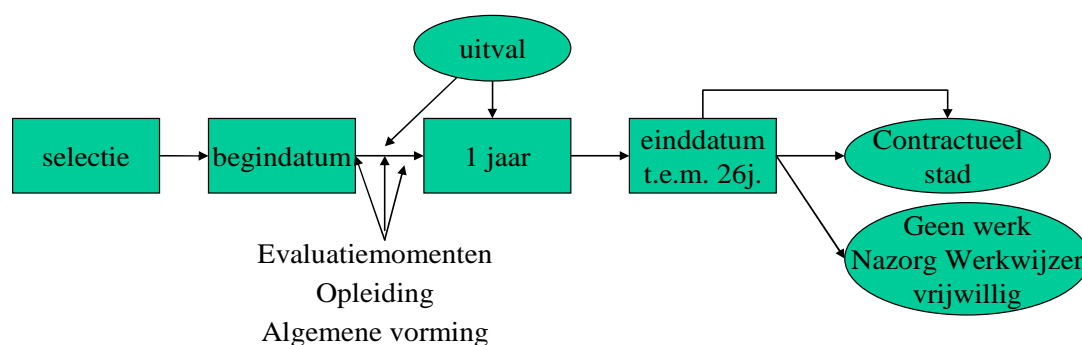 uitval
selectie
begindatum
1 jaar
einddatum
t.e.m. 26j.
Contractueel
stad
Geen werk
Nazorg Werkwijzer
vrijwillig
Evaluatiemomenten
Opleiding
Algemene vorming